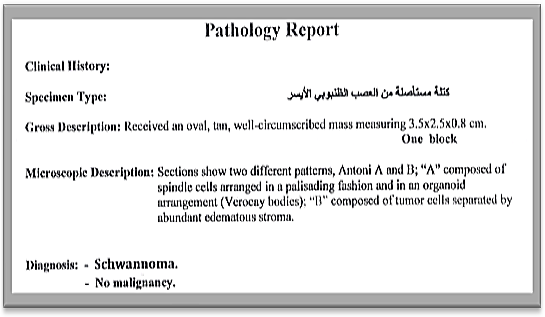 Pathology Report
Clinical History:
Specimen Type: كتلة مستأصلة من العصب الظنبوبي الأيسر
Gross Description: Received an oval, tan, well-circumscribed mass measuring 3.5x2.5x0.8 cm.
One block
Microscopic Description: Sections show two different patterns, Antoni A and B; "A" composed of
spindle cells arranged in a palisading fashion and in an organoid
arrangement (Verocay bodies); "B" composed of tumor cells separated by
abundant edematous stroma.
Diagnosis: - Schwannoma.
- No malignancy.